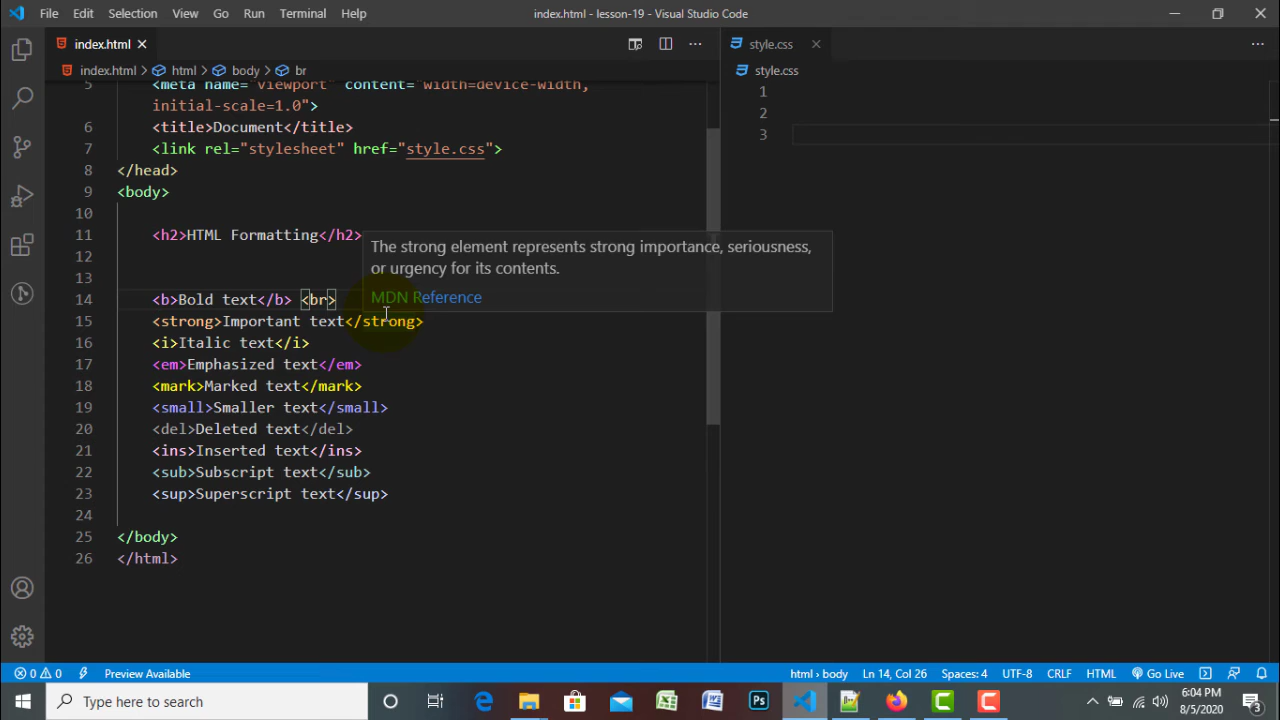 File Edit Selection View Go Run Terminal Help index.html - lesson-19 - Visual Studio Code
index.html
style.css
index.html html body br
style.css
5 <meta name="viewport" content="width=device-width,
initial-scale=1.0">
6 <title>Document</title>
7 <link rel="stylesheet" href="style.css">
8 </head>
9 <body>
10
11 <h2>HTML Formatting</h2>
12
13
14 <b>Bold text</b> <br>
15 <strong>Important text</strong>
16 <i>Italic text</i>
17 <em>Emphasized text</em>
18 <mark>Marked text</mark>
19 <small>Smaller text</small>
20 <del>Deleted text</del>
21 <ins>Inserted text</ins>
22 <sub>Subscript text</sub>
23 <sup>Superscript text</sup>
24
25 </body>
26 </html>
The strong element represents strong importance, seriousness,
or urgency for its contents.
MDN Reference
1
2
3
0 0 Preview Available html > body Ln 14, Col 26 Spaces: 4 UTF-8 CRLF HTML Go Live
Type here to search
6:04 PM
8/5/2020
3